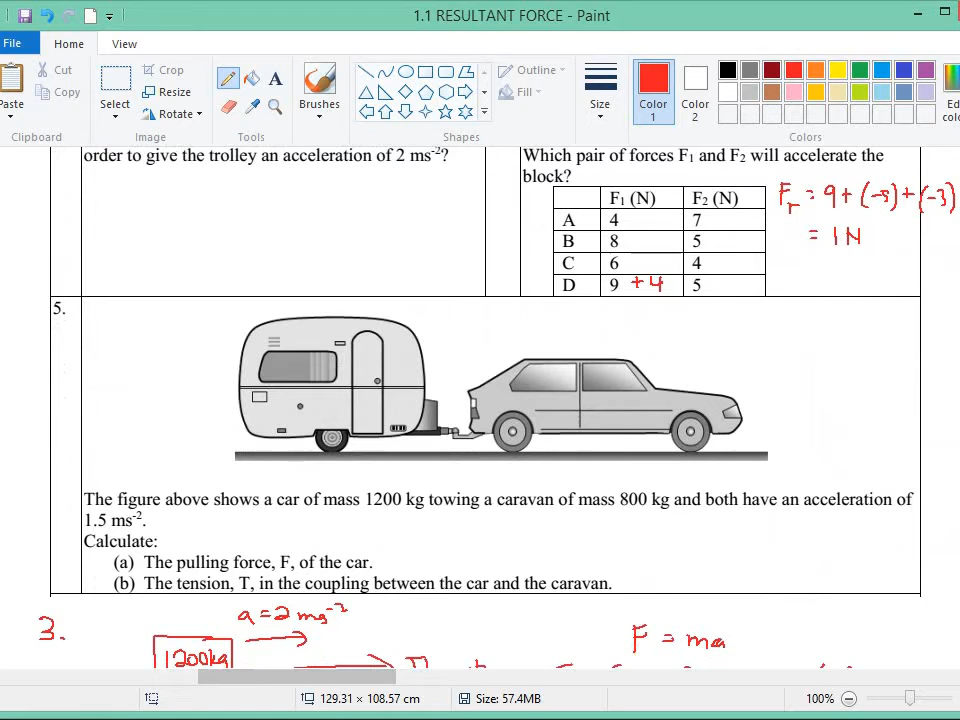 1.1 RESULTANT FORCE - Paint
File
Home
View
Paste
Cut
Copy
Clipboard
Select
Crop
Resize
Rotate
Image
A
Tools
Brushes
Shapes
Outline
Fill
Size
Color 1
Color 2
Colors
order to give the trolley an acceleration of 2 ms⁻²?
Which pair of forces F₁ and F₂ will accelerate the
block?
F₁ (N) F₂ (N)
A 4 7
B 8 5
C 6 4
D 9 +4 5
Fr = 9 + (-5) + (-3)
= 1 N
5.
The figure above shows a car of mass 1200 kg towing a caravan of mass 800 kg and both have an acceleration of
1.5 ms⁻².
Calculate:
(a) The pulling force, F, of the car.
(b) The tension, T, in the coupling between the car and the caravan.
3.
a = 2 ms⁻²
1200kg
F = ma
129.31 × 108.57 cm
Size: 57.4MB
100%